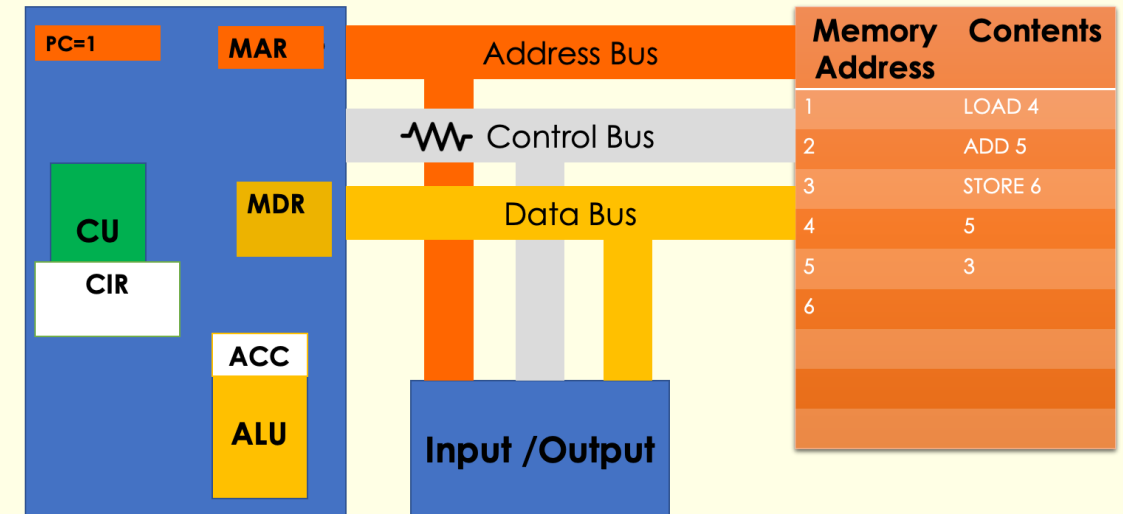 PC=1
MAR
Address Bus
Control Bus
MDR
Data Bus
CU
CIR
ACC
ALU
Input /Output
Memory Contents
Address
1 LOAD 4
2 ADD 5
3 STORE 6
4 5
5 3
6